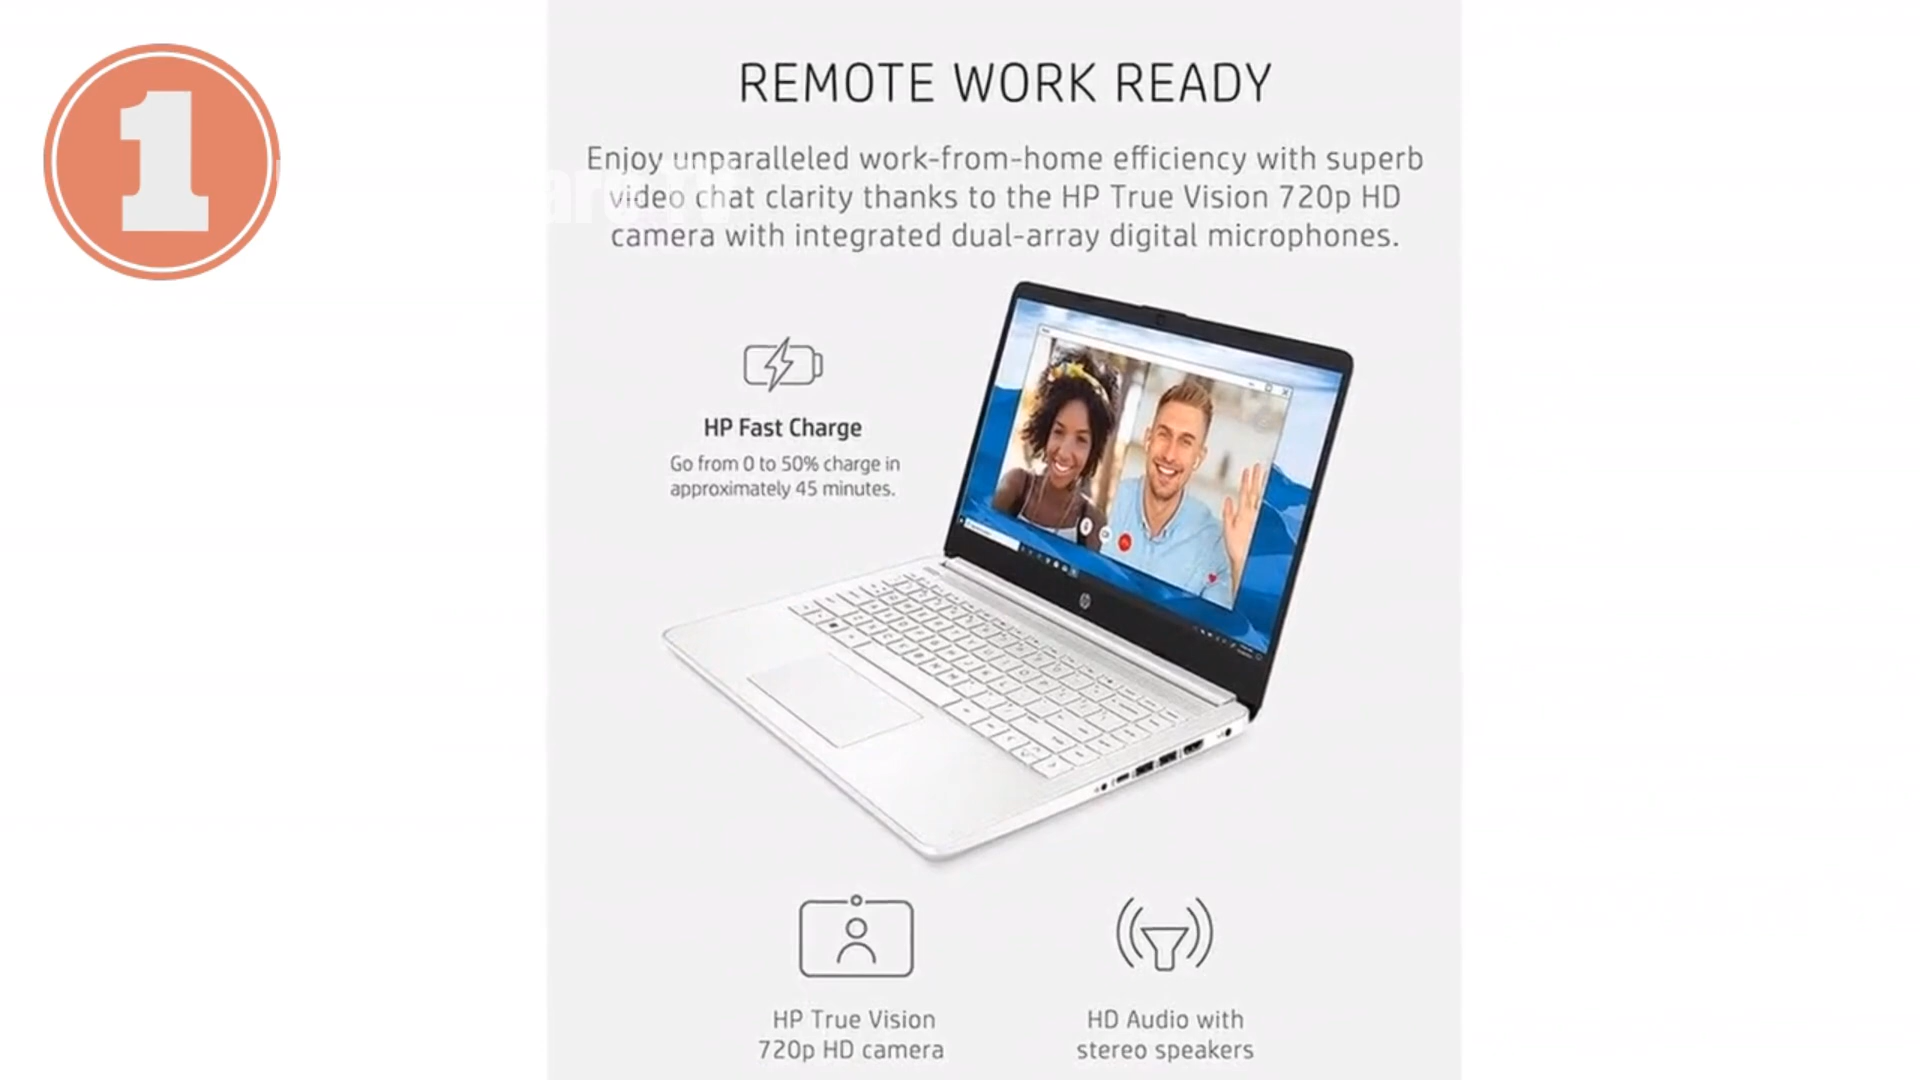 1
REMOTE WORK READY
Enjoy unparalleled work-from-home efficiency with superb
video chat clarity thanks to the HP True Vision 720p HD
camera with integrated dual-array digital microphones.
HP Fast Charge
Go from 0 to 50% charge in
approximately 45 minutes.
hp
HP True Vision
720p HD camera
HD Audio with
stereo speakers